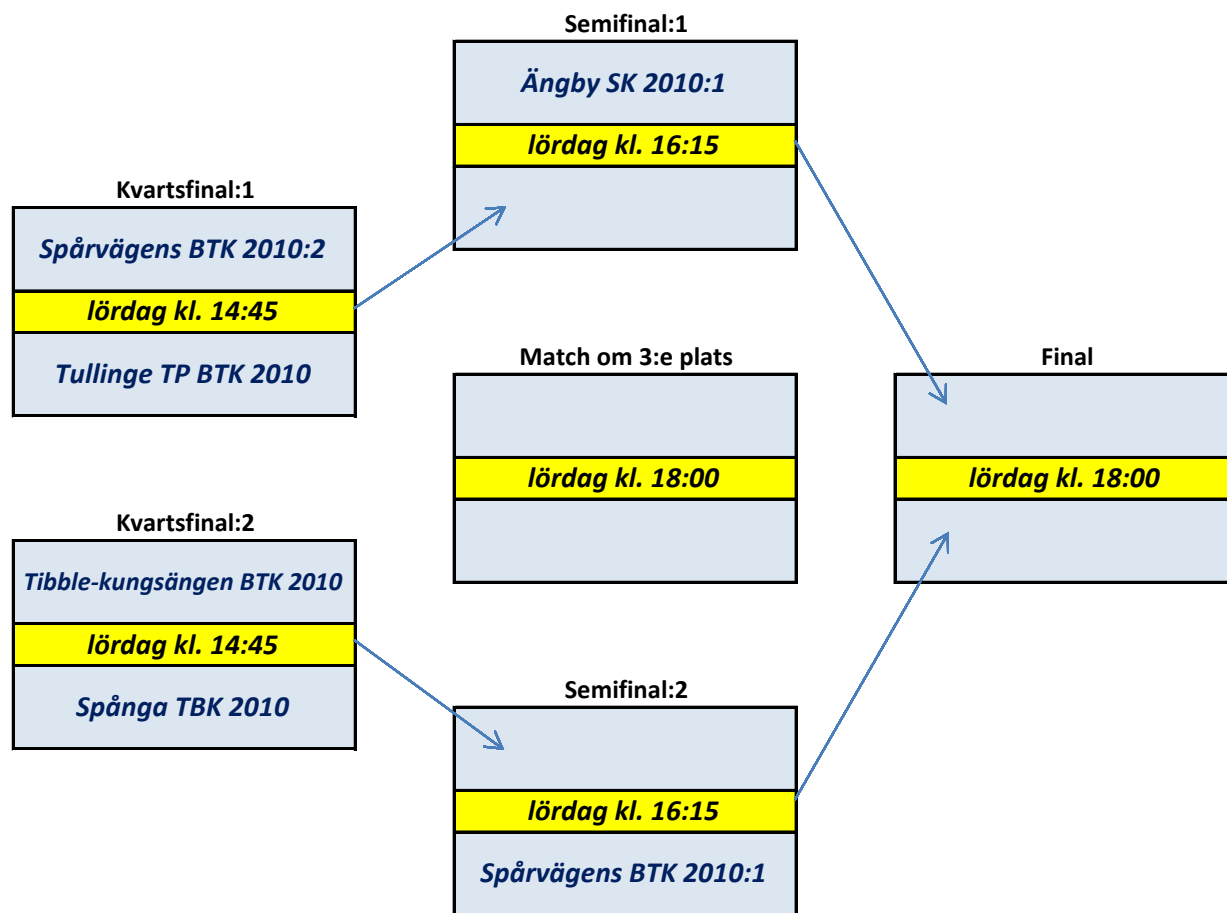 Semifinal:1
Ängby SK 2010:1
lördag kl. 16:15
Kvartsfinal:1
Spårvägens BTK 2010:2
lördag kl. 14:45
Tullinge TP BTK 2010
Match om 3:e plats
lördag kl. 18:00
Final
lördag kl. 18:00
Kvartsfinal:2
Tibble-kungsängen BTK 2010
lördag kl. 14:45
Spånga TBK 2010
Semifinal:2
lördag kl. 16:15
Spårvägens BTK 2010:1